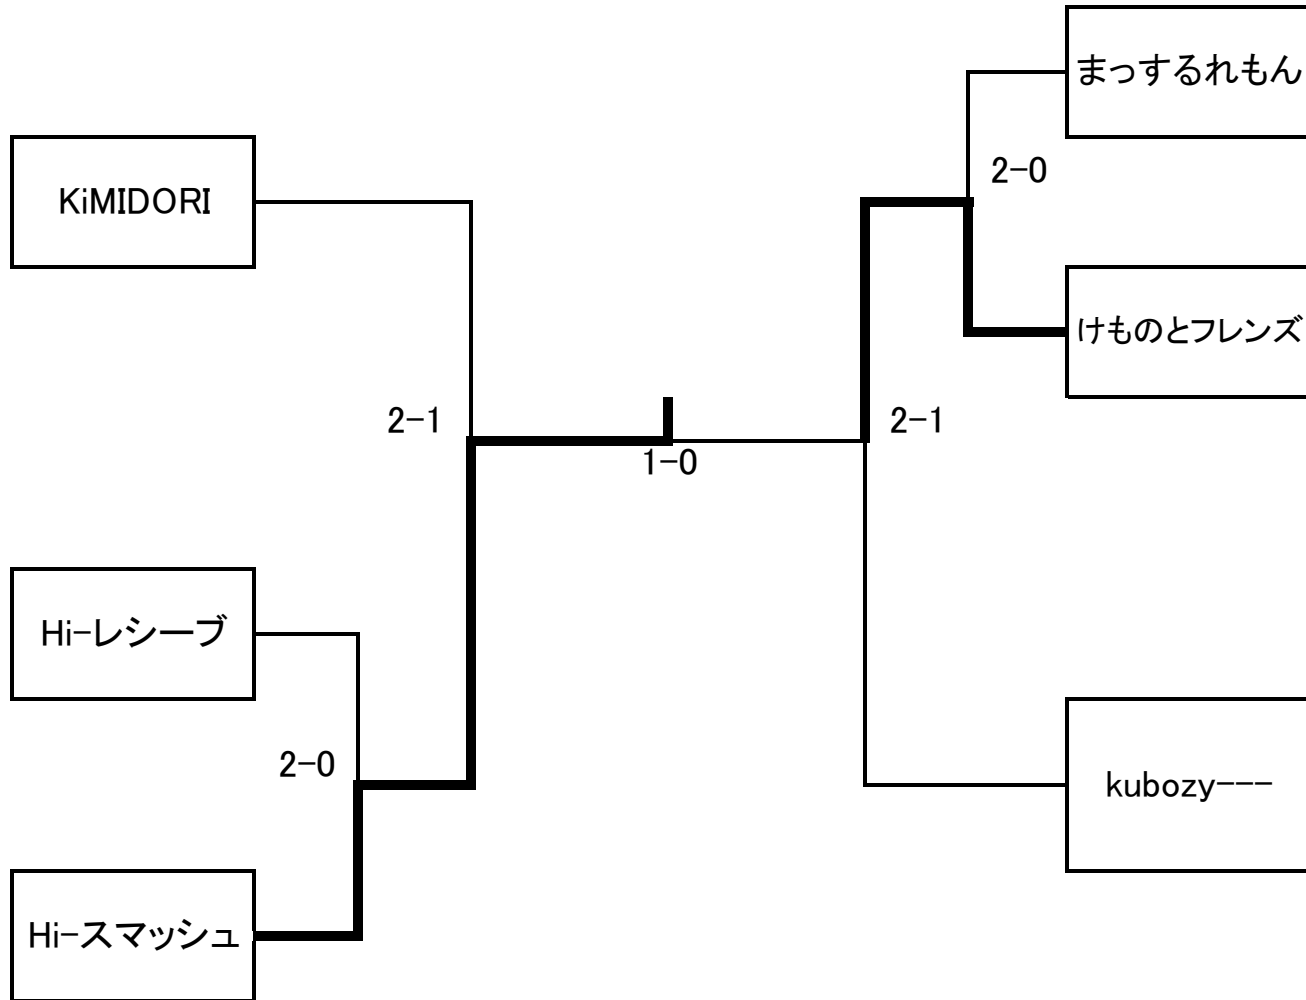 まっするれもん
KiMIDORI
2-0
けものとフレンズ
2-1
2-1
1-0
Hi-レシーブ
2-0
kubozy---
Hi-スマッシュ